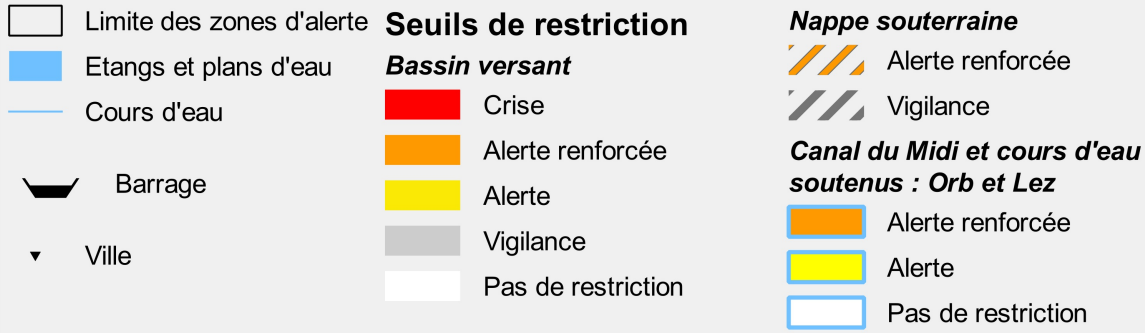 Limite des zones d'alerte
Etangs et plans d'eau
Cours d'eau
Barrage
Ville
Seuils de restriction
Bassin versant
Crise
Alerte renforcée
Alerte
Vigilance
Pas de restriction
Nappe souterraine
Alerte renforcée
Vigilance
Canal du Midi et cours d'eau
soutenus : Orb et Lez
Alerte renforcée
Alerte
Pas de restriction